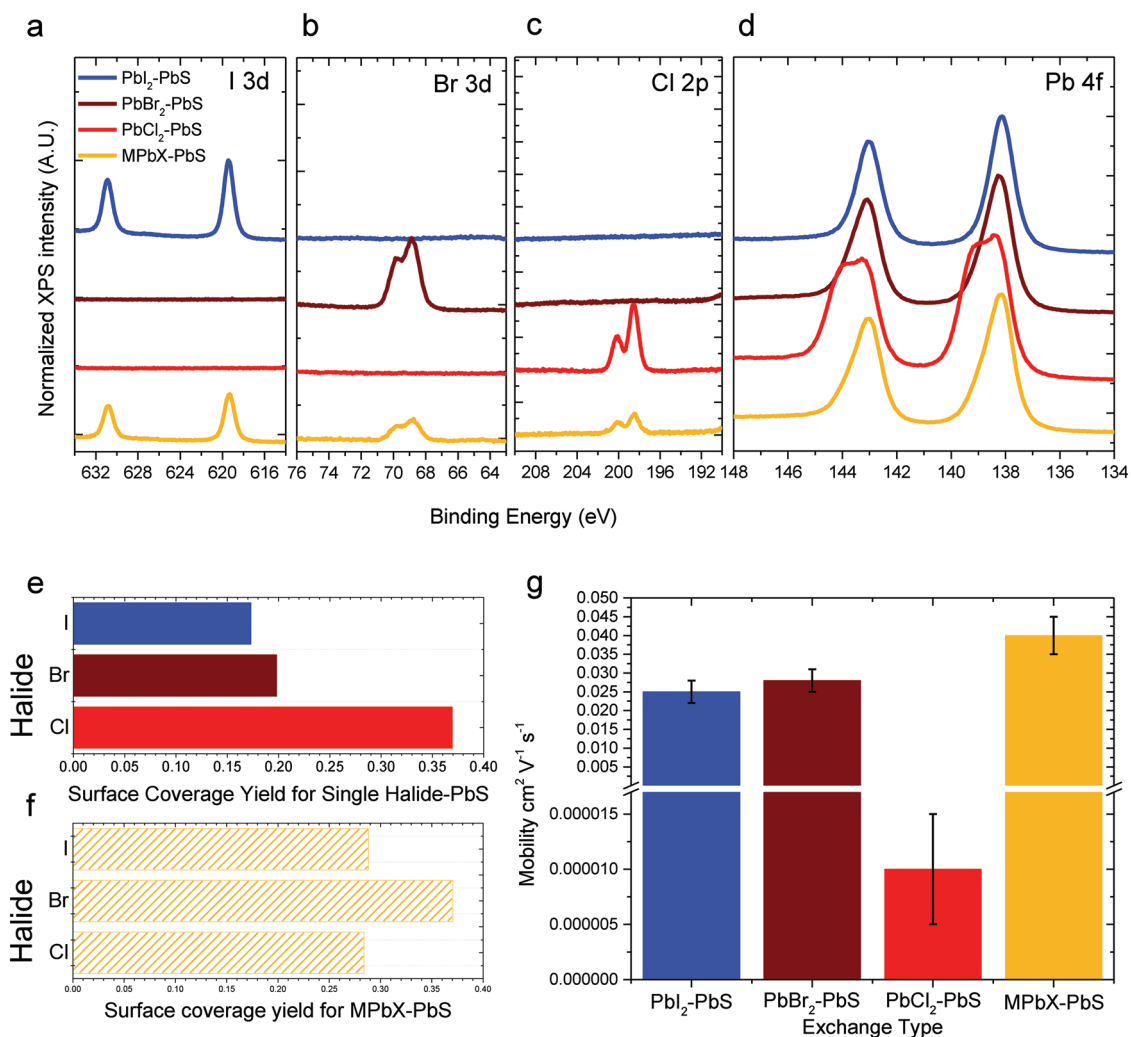 a
b
c
d
I 3d
Br 3d
Cl 2p
Pb 4f
PbI₂-PbS
PbBr₂-PbS
PbCl₂-PbS
MPbX-PbS
Normalized XPS intensity (A.U.)
632 628 624 620 616
76 74 72 70 68 66 64
208 204 200 196 192
148 146 144 142 140 138 136 134
Binding Energy (eV)
e
Halide
I
Br
Cl
0.00 0.05 0.10 0.15 0.20 0.25 0.30 0.35 0.40
Surface Coverage Yield for Single Halide-PbS
f
Halide
I
Br
Cl
0.00 0.05 0.10 0.15 0.20 0.25 0.30 0.35 0.40
Surface coverage yield for MPbX-PbS
g
Mobility cm² V⁻¹ s⁻¹
0.050
0.045
0.040
0.035
0.030
0.025
0.020
0.015
0.010
0.005
0.000015
0.000010
0.000005
0.000000
PbI₂-PbS PbBr₂-PbS PbCl₂-PbS MPbX-PbS
Exchange Type